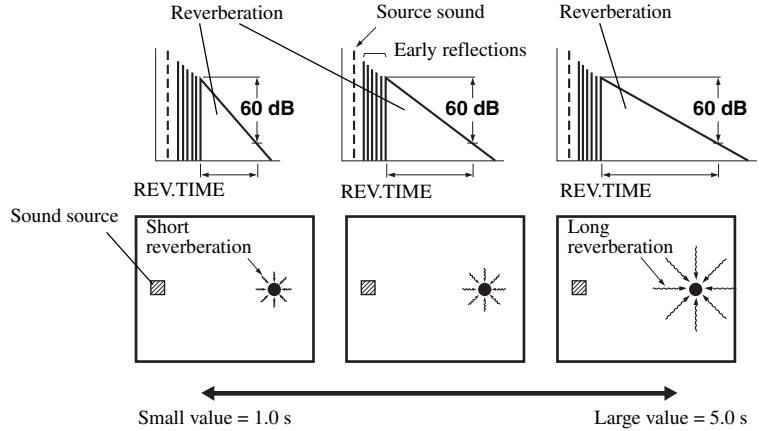 Reverberation
Source sound
Reverberation
Early reflections
60 dB
60 dB
60 dB
REV.TIME
REV.TIME
REV.TIME
Sound source
Short
reverberation
Long
reverberation
Small value = 1.0 s
Large value = 5.0 s